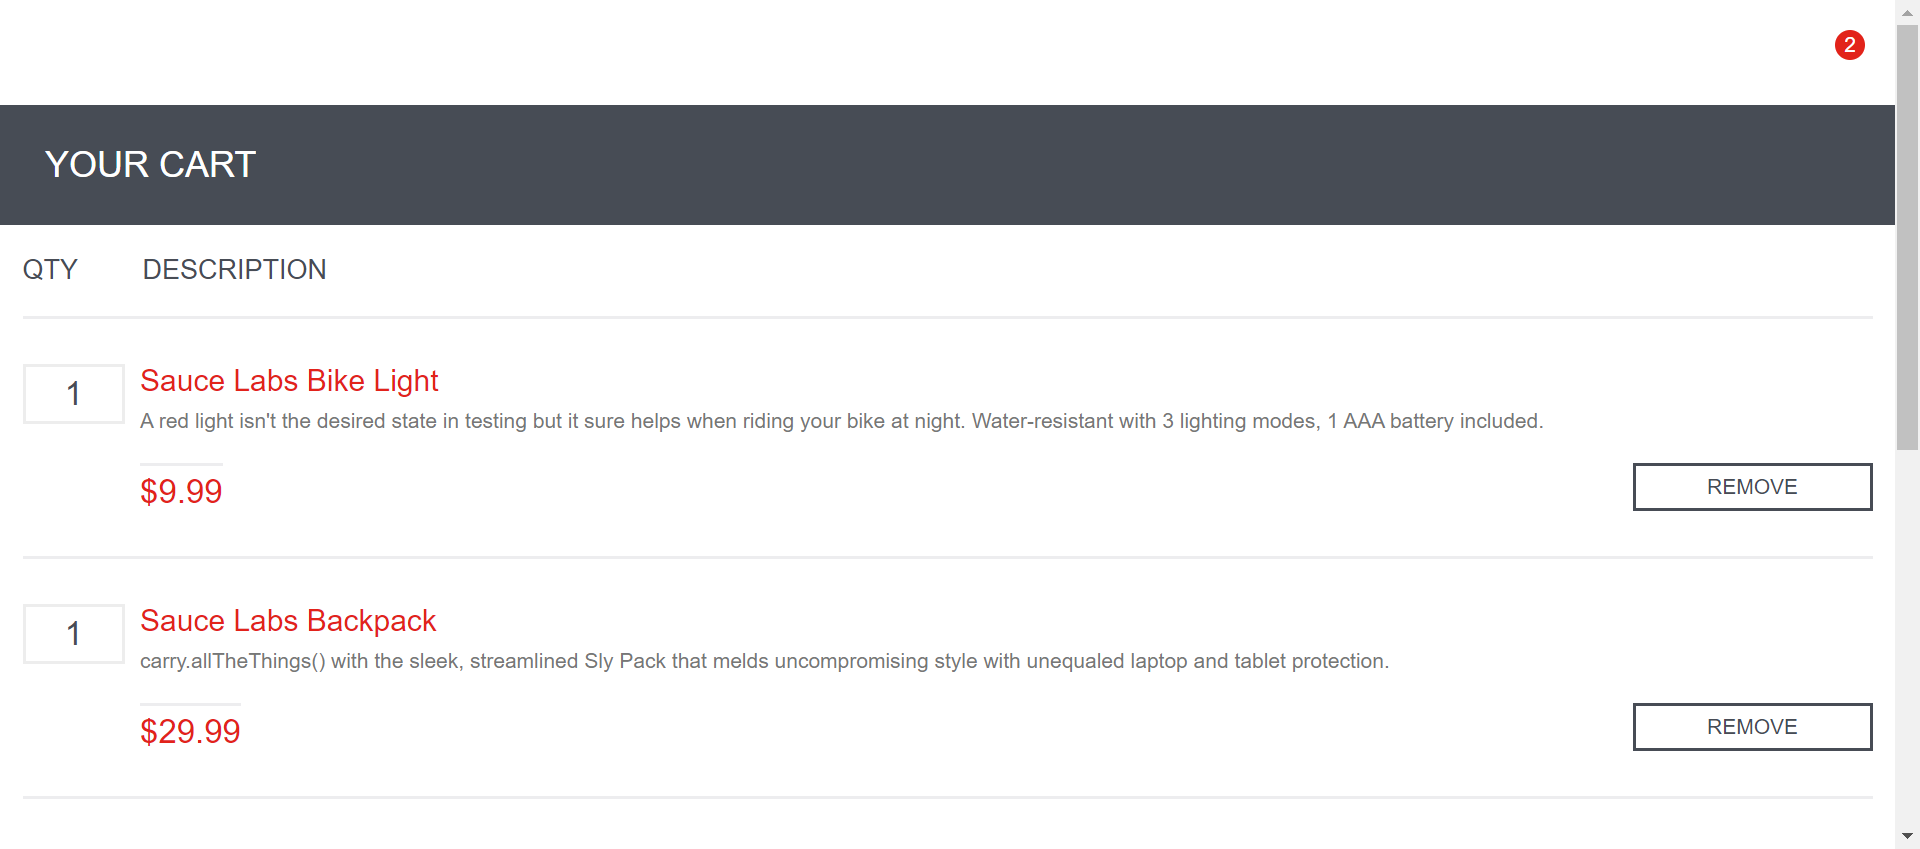 2
YOUR CART
QTY DESCRIPTION
1 Sauce Labs Bike Light
A red light isn't the desired state in testing but it sure helps when riding your bike at night. Water-resistant with 3 lighting modes, 1 AAA battery included.
$9.99 REMOVE
1 Sauce Labs Backpack
carry.allTheThings() with the sleek, streamlined Sly Pack that melds uncompromising style with unequaled laptop and tablet protection.
$29.99 REMOVE